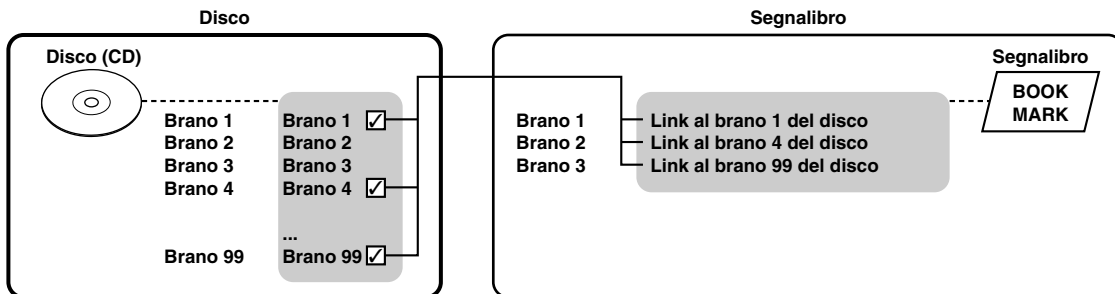 Disco
Disco (CD)
Brano 1 Brano 1
Brano 2 Brano 2
Brano 3 Brano 3
Brano 4 Brano 4
...
Brano 99 Brano 99
Segnalibro
Segnalibro
BOOK
MARK
Brano 1 Link al brano 1 del disco
Brano 2 Link al brano 4 del disco
Brano 3 Link al brano 99 del disco